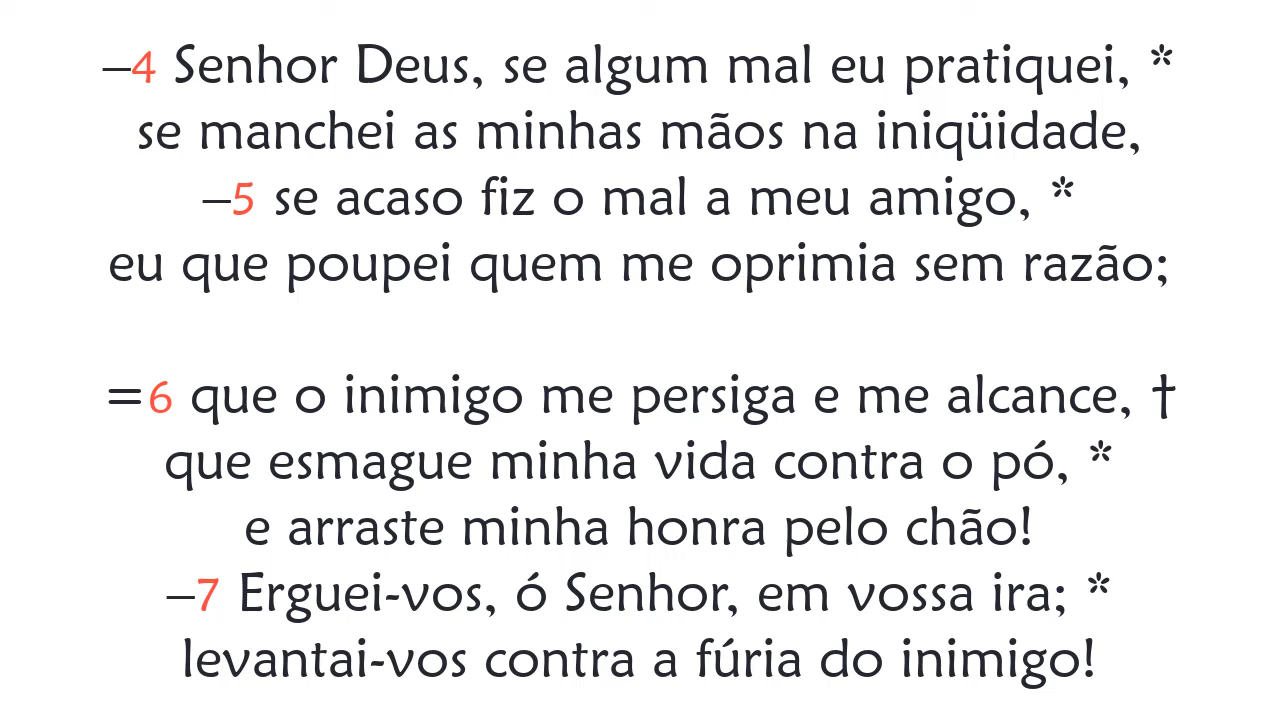 –4 Senhor Deus, se algum mal eu pratiquei, *
se manchei as minhas mãos na iniqüidade,
–5 se acaso fiz o mal a meu amigo, *
eu que poupei quem me oprimia sem razão;
=6 que o inimigo me persiga e me alcance, †
que esmague minha vida contra o pó, *
e arraste minha honra pelo chão!
–7 Erguei-vos, ó Senhor, em vossa ira; *
levantai-vos contra a fúria do inimigo!